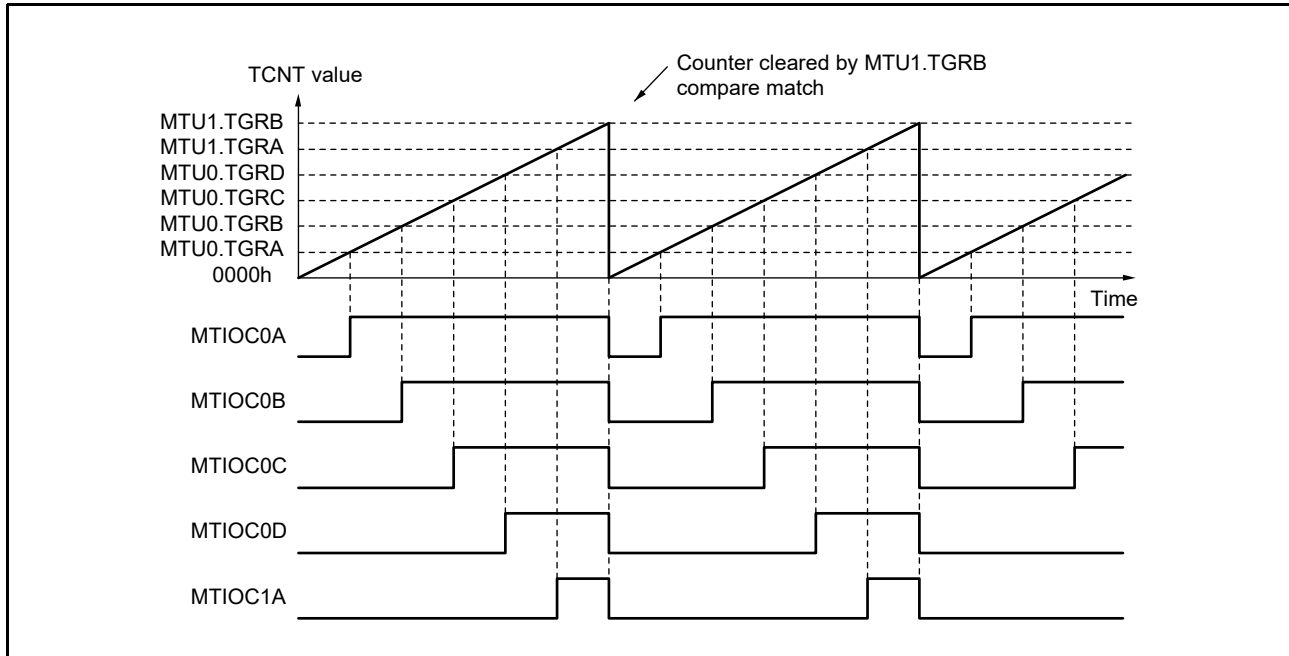 Counter cleared by MTU1.TGRB
compare match
TCNT value
MTU1.TGRB
MTU1.TGRA
MTU0.TGRD
MTU0.TGRC
MTU0.TGRB
MTU0.TGRA
0000h
Time
MTIOC0A
MTIOC0B
MTIOC0C
MTIOC0D
MTIOC1A